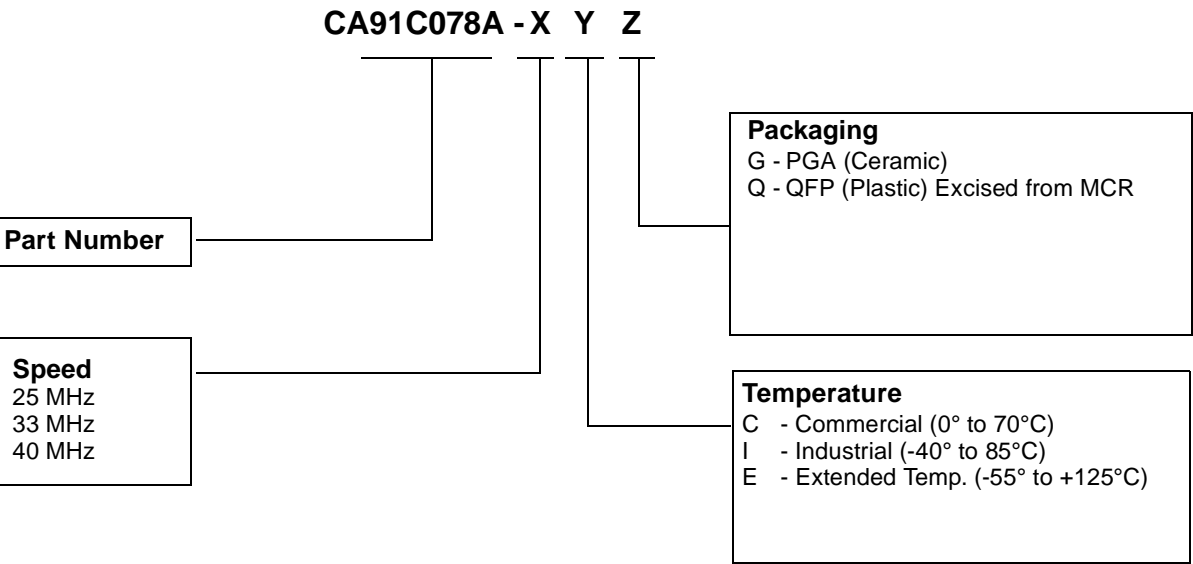 CA91C078A - X Y Z
Packaging
G - PGA (Ceramic)
Q - QFP (Plastic) Excised from MCR
Part Number
Speed
25 MHz
33 MHz
40 MHz
Temperature
C - Commercial (0° to 70°C)
I - Industrial (-40° to 85°C)
E - Extended Temp. (-55° to +125°C)